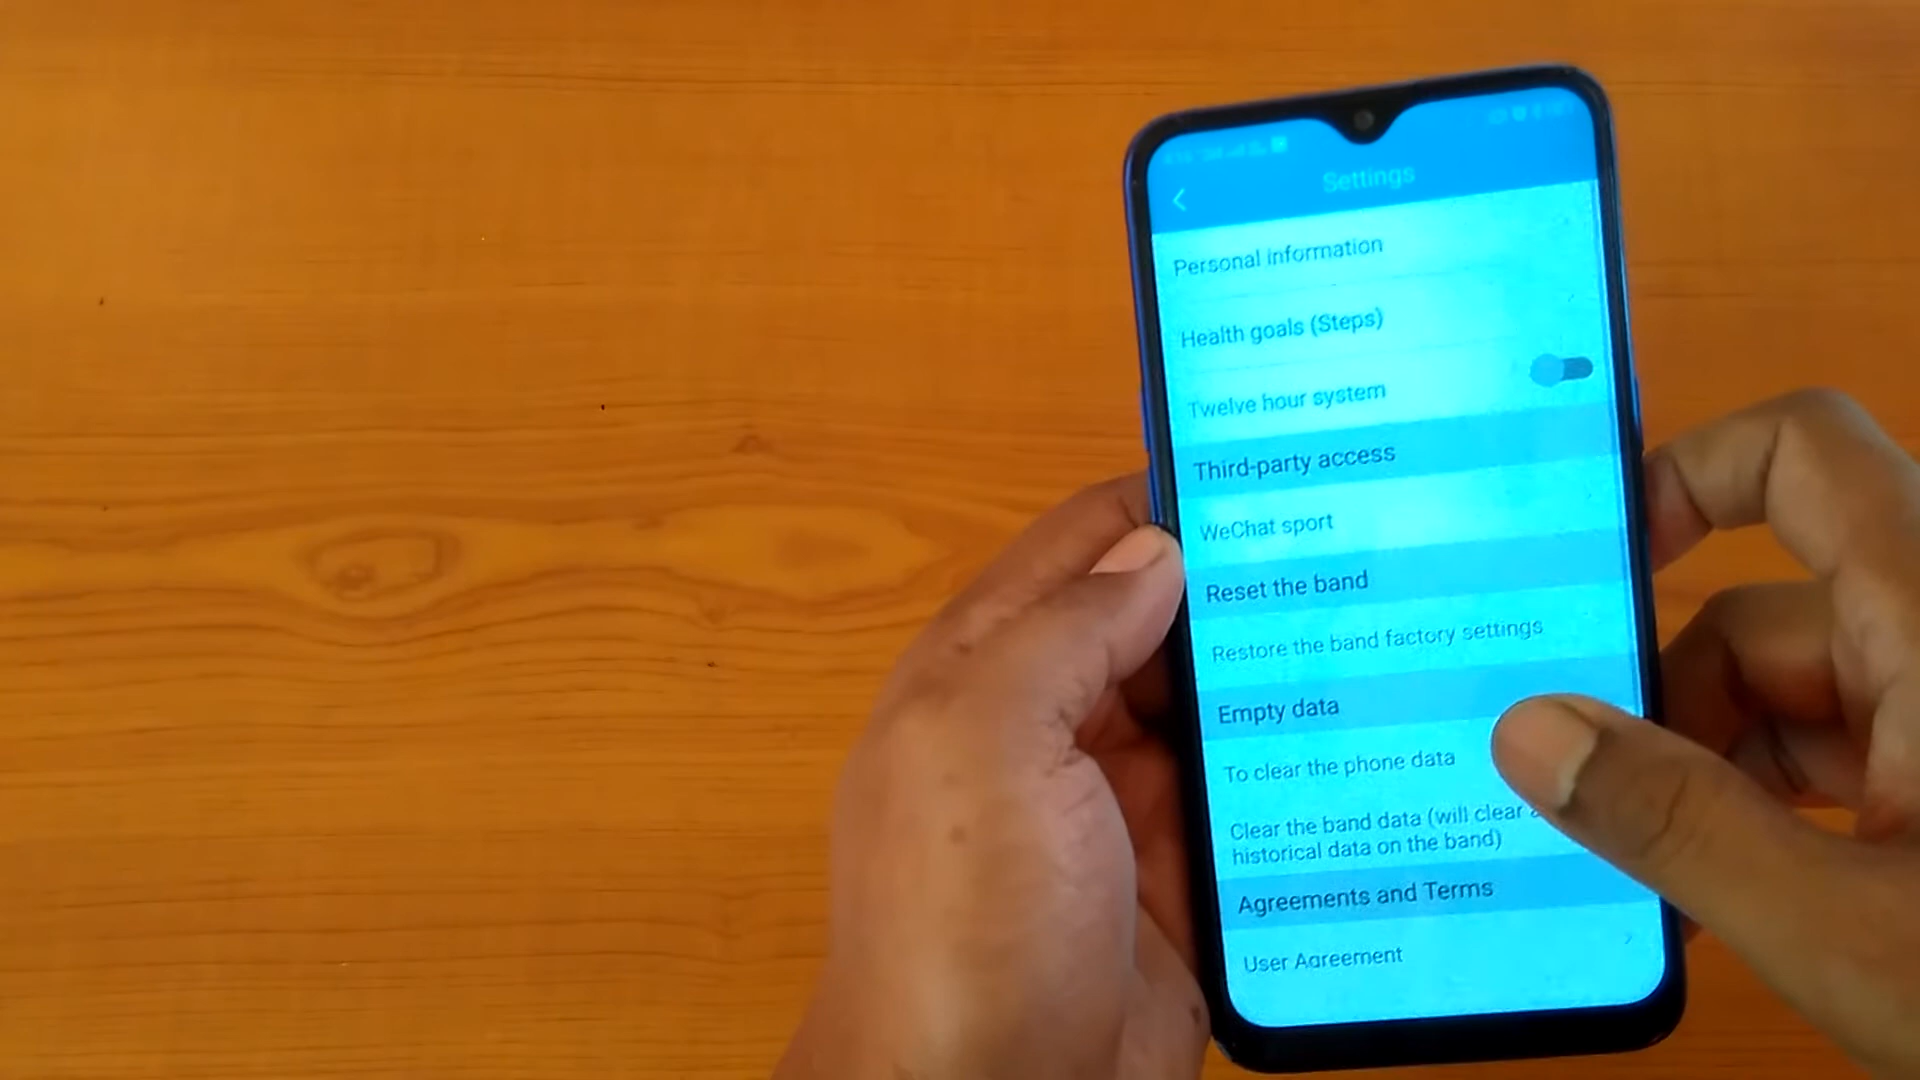 Settings
Personal information
Health goals (Steps)
Twelve hour system
Third-party access
WeChat sport
Reset the band
Restore the band factory settings
Empty data
To clear the phone data
Clear the band data (will clear
historical data on the band)
Agreements and Terms
User Agreement